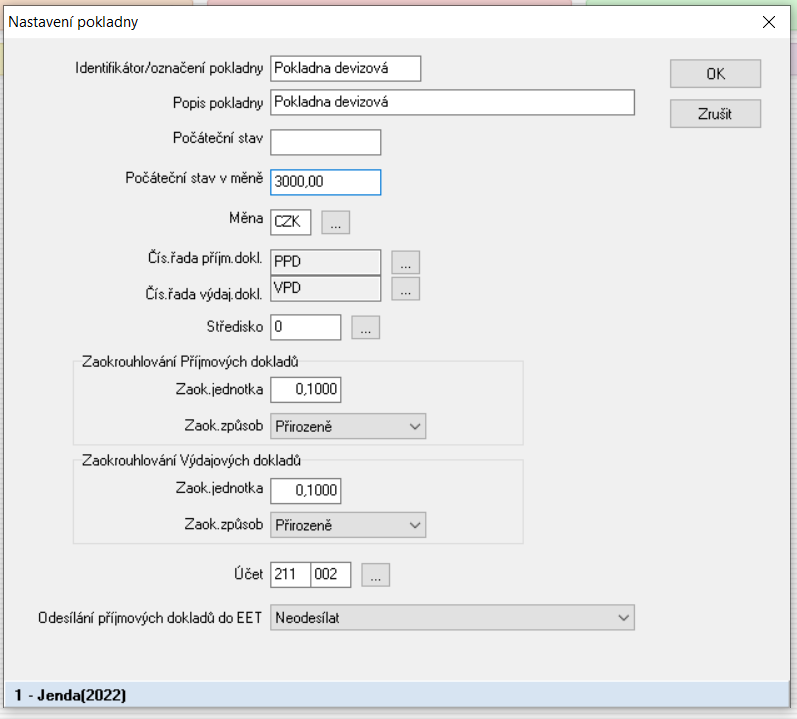 Nastavení pokladny
Identifikátor/označení pokladny Pokladna devizová
Popis pokladny Pokladna devizová
Počáteční stav
Počáteční stav v měně 3000,00
Měna CZK ...
Čís.řada příjm.dokl. PPD ...
Čís.řada výdaj.dokl. VPD ...
Středisko 0 ...
Zaokrouhlování Příjmových dokladů
Zaok.jednotka 0,1000
Zaok.způsob Přirozeně
Zaokrouhlování Výdajových dokladů
Zaok.jednotka 0,1000
Zaok.způsob Přirozeně
Účet 211 002 ...
Odesílání příjmových dokladů do EET Neodesílat
OK
Zrušit
1 - Jenda(2022)